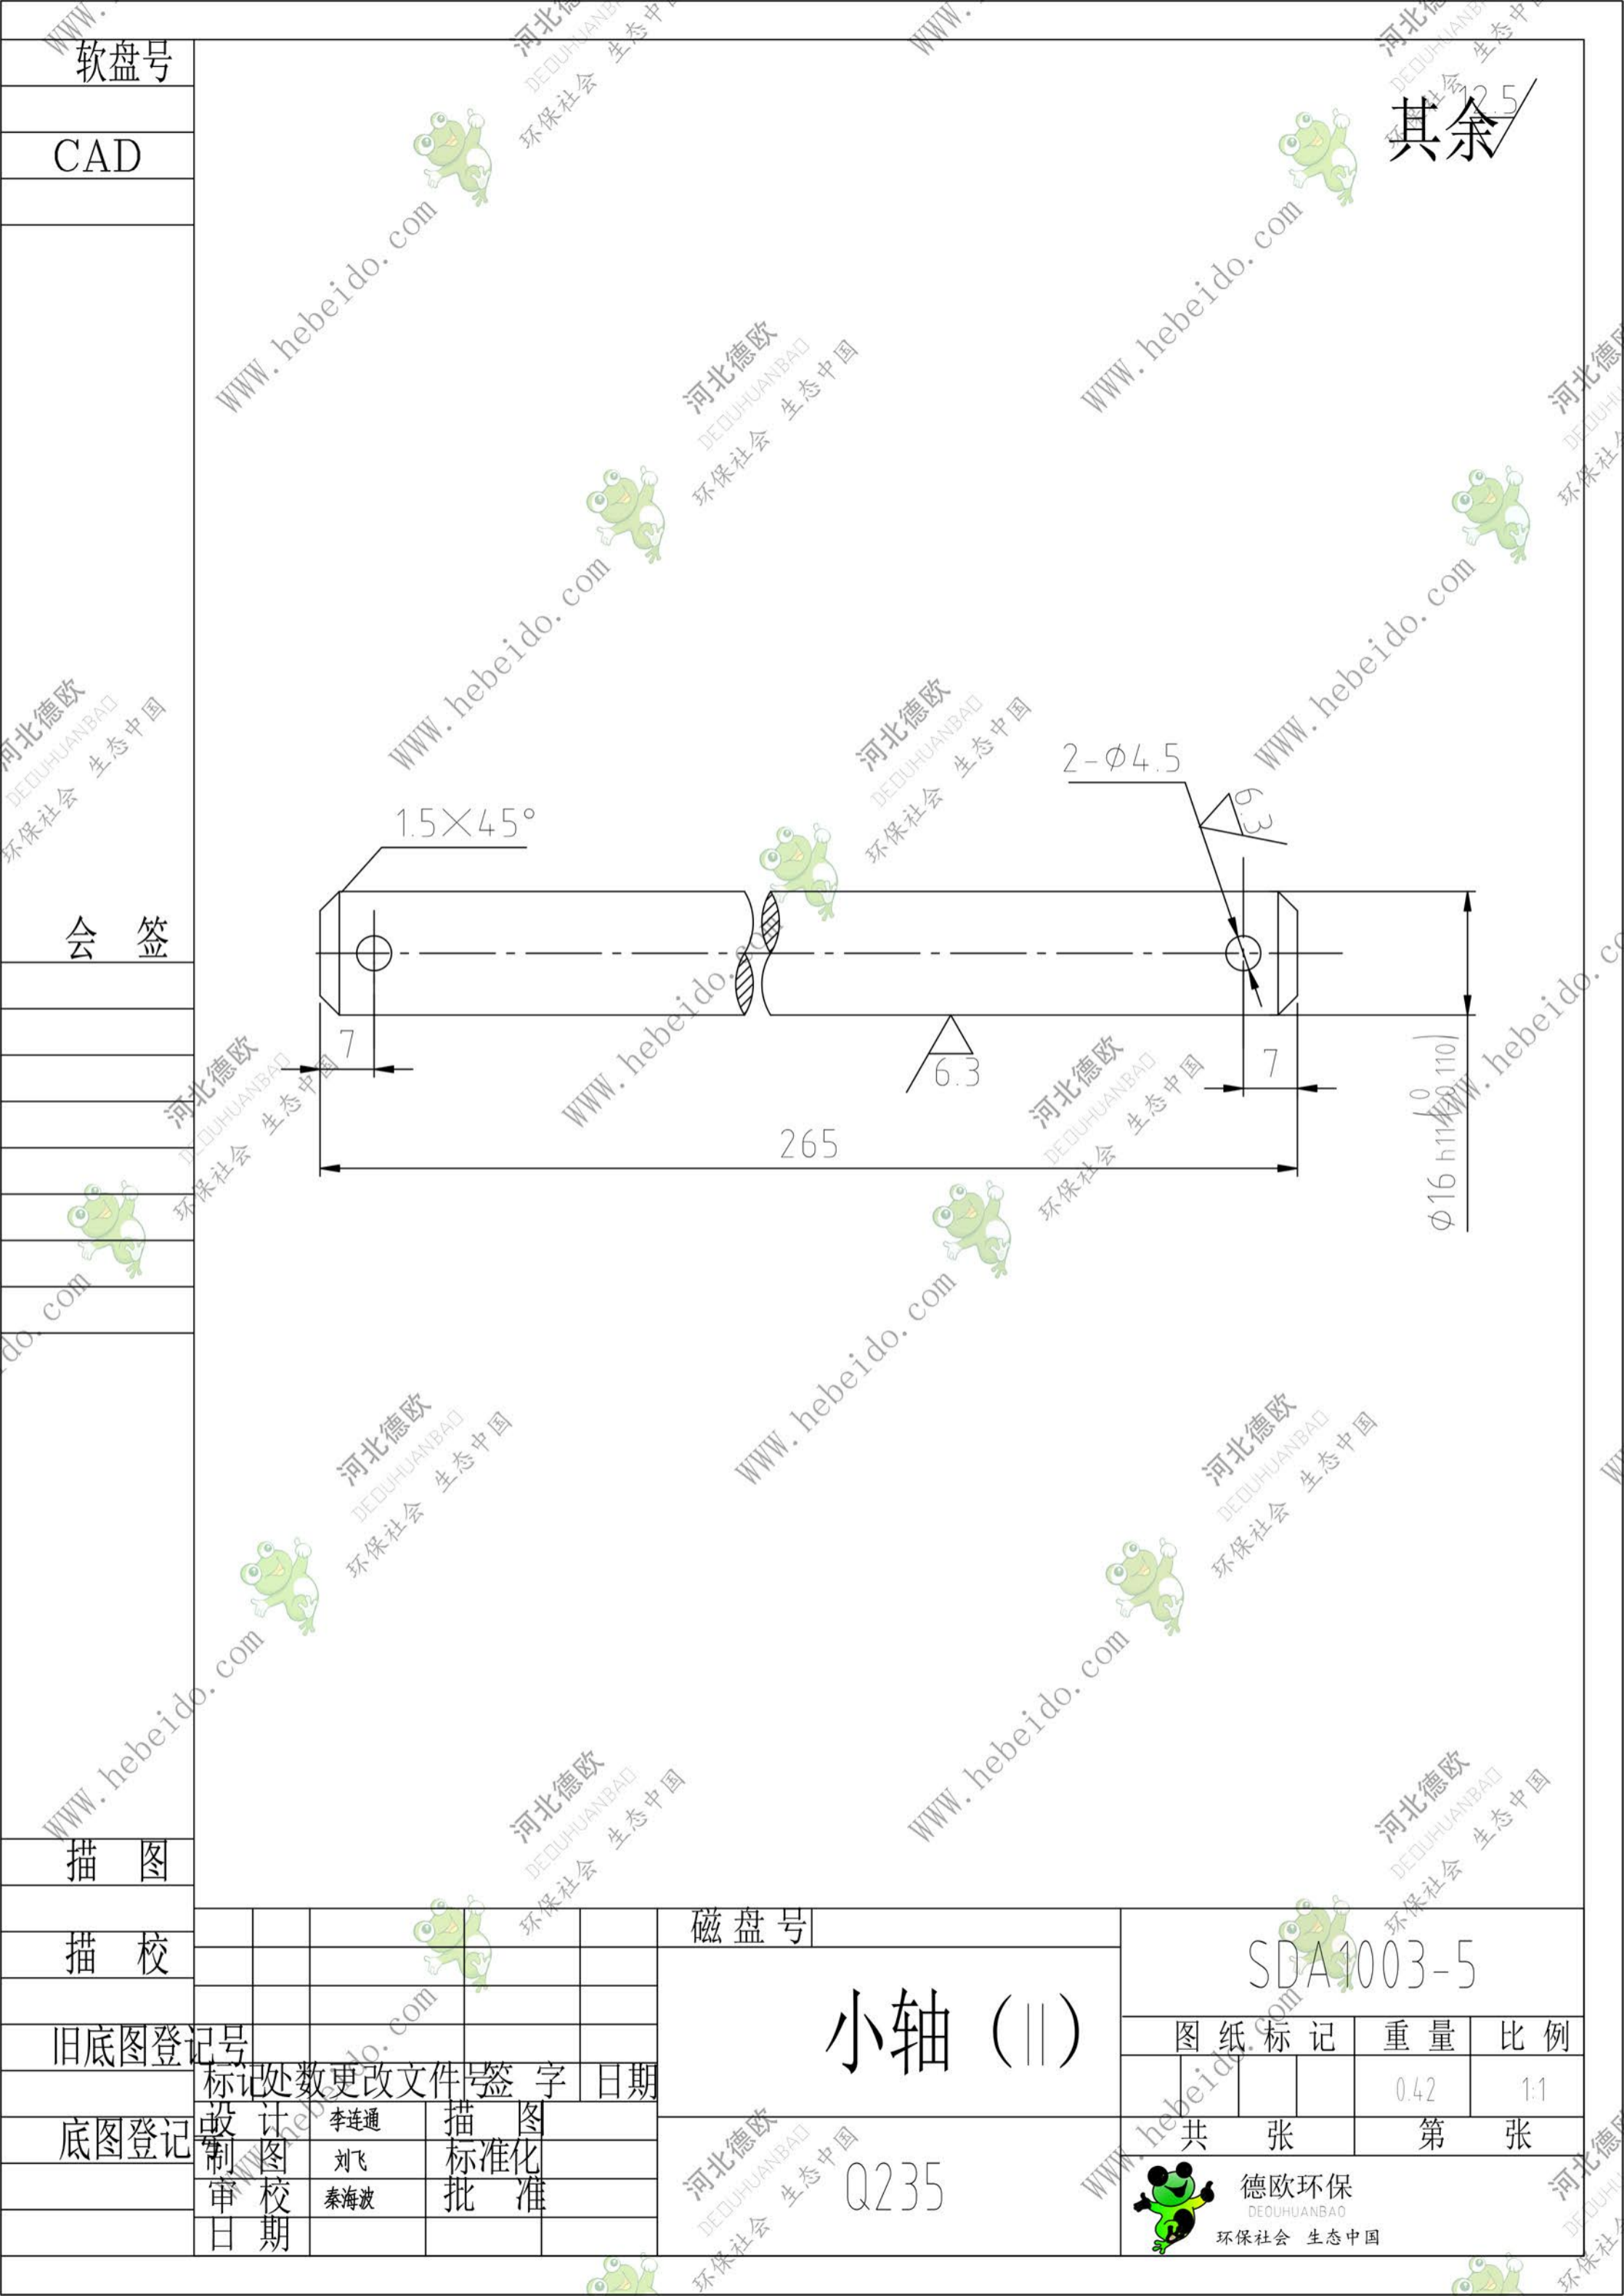 软盘号
CAD
其余 12.5
会 签
2-Φ4.5
6.3
1.5×45°
7
6.3
7
265
Φ16 h11(0 -0.110)
描 图
描 校
旧底图登记号
底图登记号
磁盘号
SDA1003-5
小轴（II）
图 纸 标 记 重 量 比 例
0.42 1:1
标记 处数 更改文件号 签 字 日期
设 计 李连通 描 图
共 张 第 张
制 图 刘飞 标准化
审 校 秦海波 批 准
日 期
Q235
德欧环保
DEOUHUANBAO
环保社会 生态中国
河北德欧
DEOUHUANBAO
环保社会 生态中国
WWW.hebeido.com